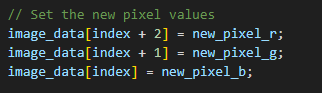 // Set the new pixel values
image_data[index + 2] = new_pixel_r;
image_data[index + 1] = new_pixel_g;
image_data[index] = new_pixel_b;